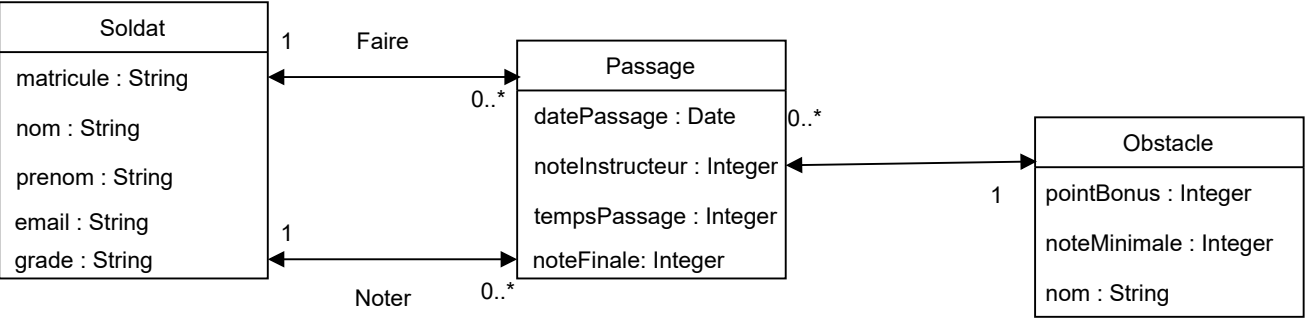 Soldat
matricule : String
nom : String
prenom : String
email : String
grade : String
1
Faire
0..*
1
Noter
0..*
Passage
datePassage : Date
noteInstructeur : Integer
tempsPassage : Integer
noteFinale: Integer
0..*
1
Obstacle
pointBonus : Integer
noteMinimale : Integer
nom : String